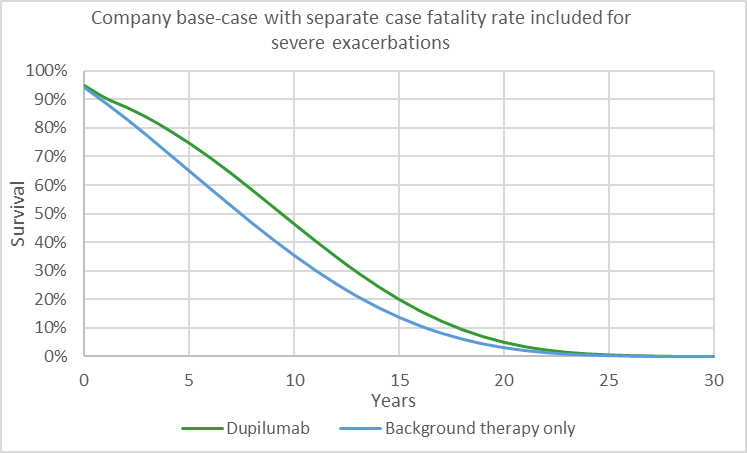 Company base-case with separate case fatality rate included for
severe exacerbations
100%
90%
80%
70%
60%
50%
40%
30%
20%
10%
0%
Survival
0 5 10 15 20 25 30
Years
Dupilumab Background therapy only